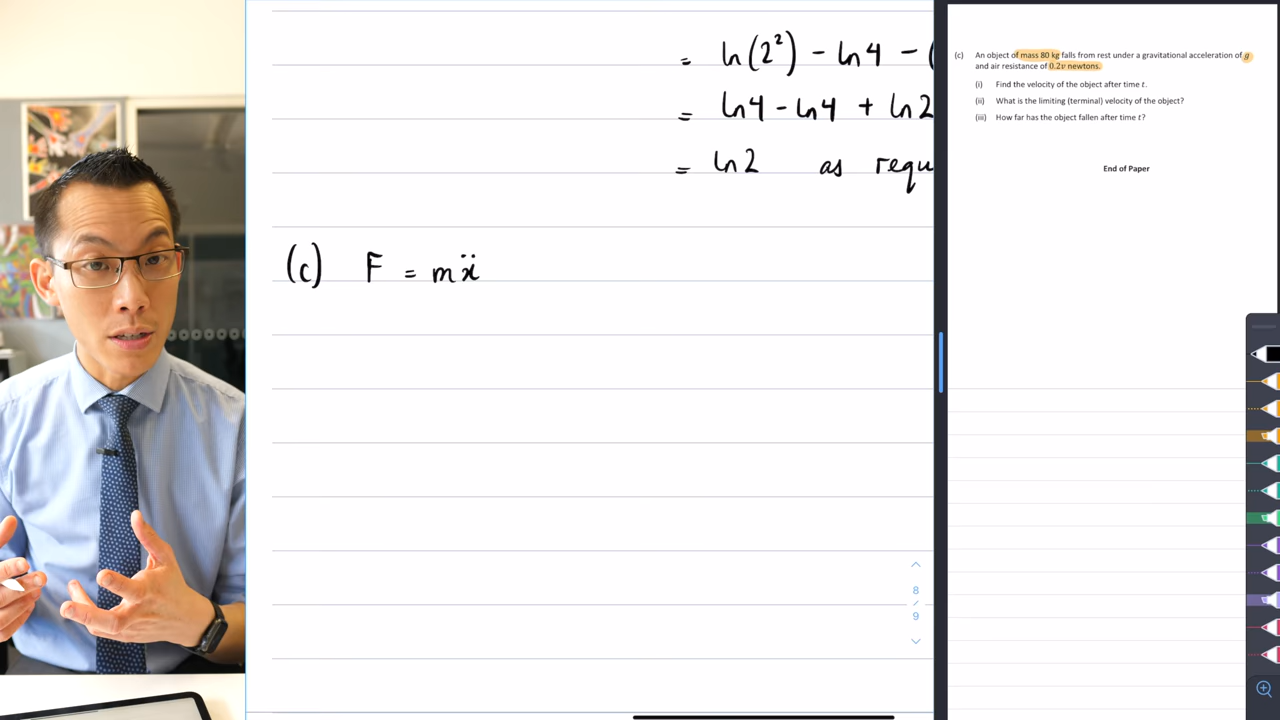 = ln(2²) - ln4 - (
= ln4 - ln4 + ln2
= ln2 as requ
(c) F = mẍ
8
/
9
(c) An object of mass 80 kg falls from rest under a gravitational acceleration of g
and air resistance of 0.2v newtons.
(i) Find the velocity of the object after time t.
(ii) What is the limiting (terminal) velocity of the object?
(iii) How far has the object fallen after time t?
End of Paper